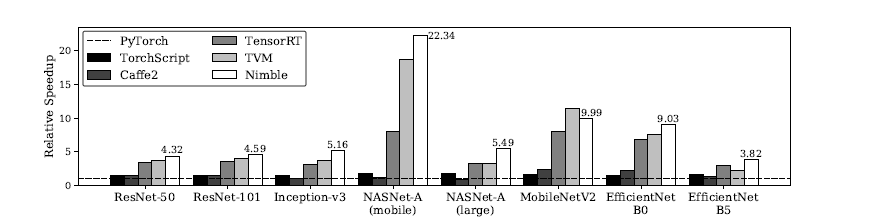 22.34
20
15
10
5
0
Relative Speedup
PyTorch
TorchScript
Caffe2
TensorRT
TVM
Nimble
4.32
4.59
5.16
5.49
9.99
9.03
3.82
ResNet-50
ResNet-101
Inception-v3
NASNet-A
(mobile)
NASNet-A
(large)
MobileNetV2
EfficientNet
B0
EfficientNet
B5